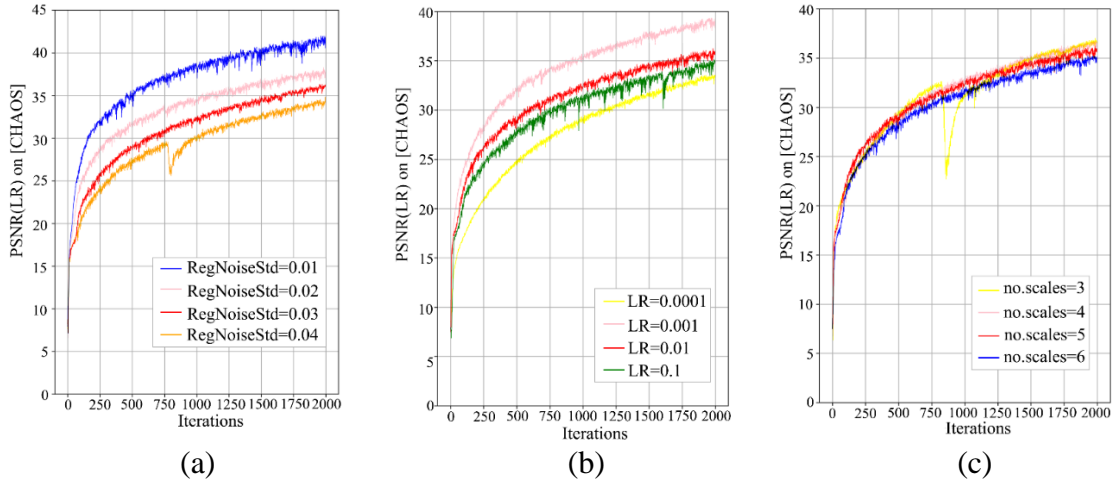 PSNR(LR) on [CHAOS]
45
40
35
30
25
20
15
10
5
0
RegNoiseStd=0.01
RegNoiseStd=0.02
RegNoiseStd=0.03
RegNoiseStd=0.04
0 250 500 750 1000 1250 1500 1750 2000
Iterations
(a)
PSNR(LR) on [CHAOS]
40
35
30
25
20
15
10
5
0
LR=0.0001
LR=0.001
LR=0.01
LR=0.1
0 250 500 750 1000 1250 1500 1750 2000
Iterations
(b)
PSNR(LR) on [CHAOS]
40
35
30
25
20
15
10
5
0
no.scales=3
no.scales=4
no.scales=5
no.scales=6
0 250 500 750 1000 1250 1500 1750 2000
Iterations
(c)